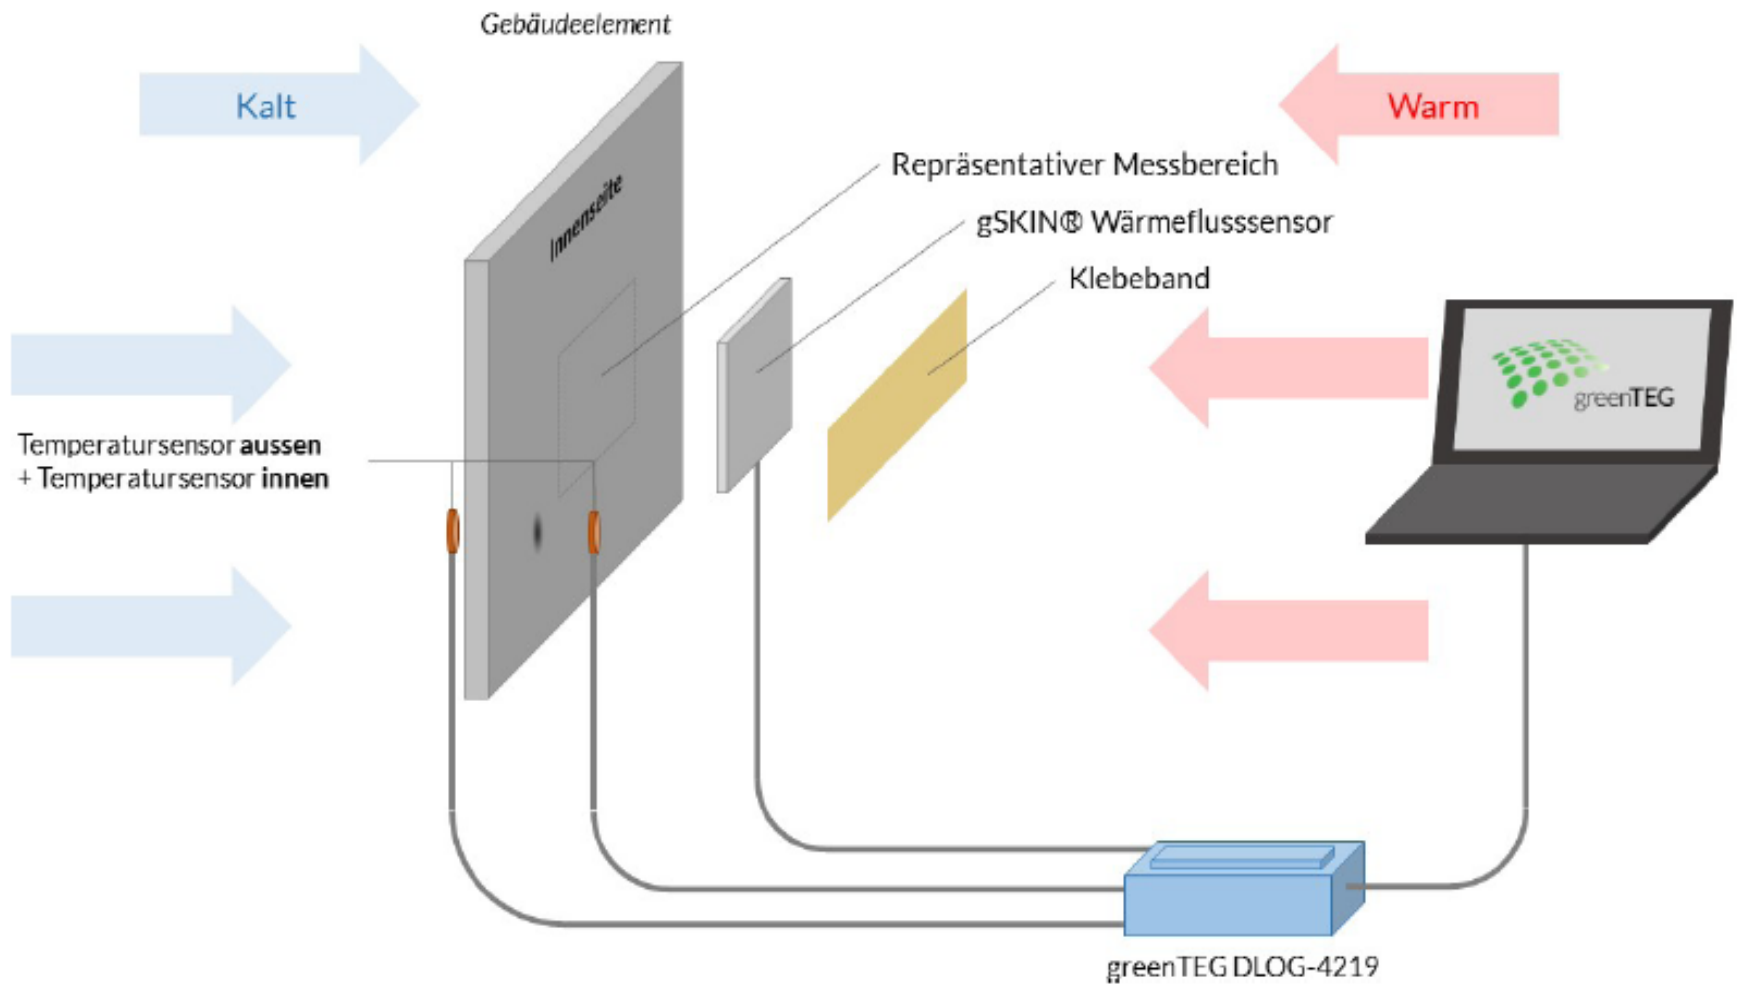 Gebäudeelement
Kalt
Warm
Innenseite
Repräsentativer Messbereich
gSKIN® Wärmeflusssensor
Klebeband
greenTEG
Temperatursensor aussen
+ Temperatursensor innen
greenTEG DLOG-4219